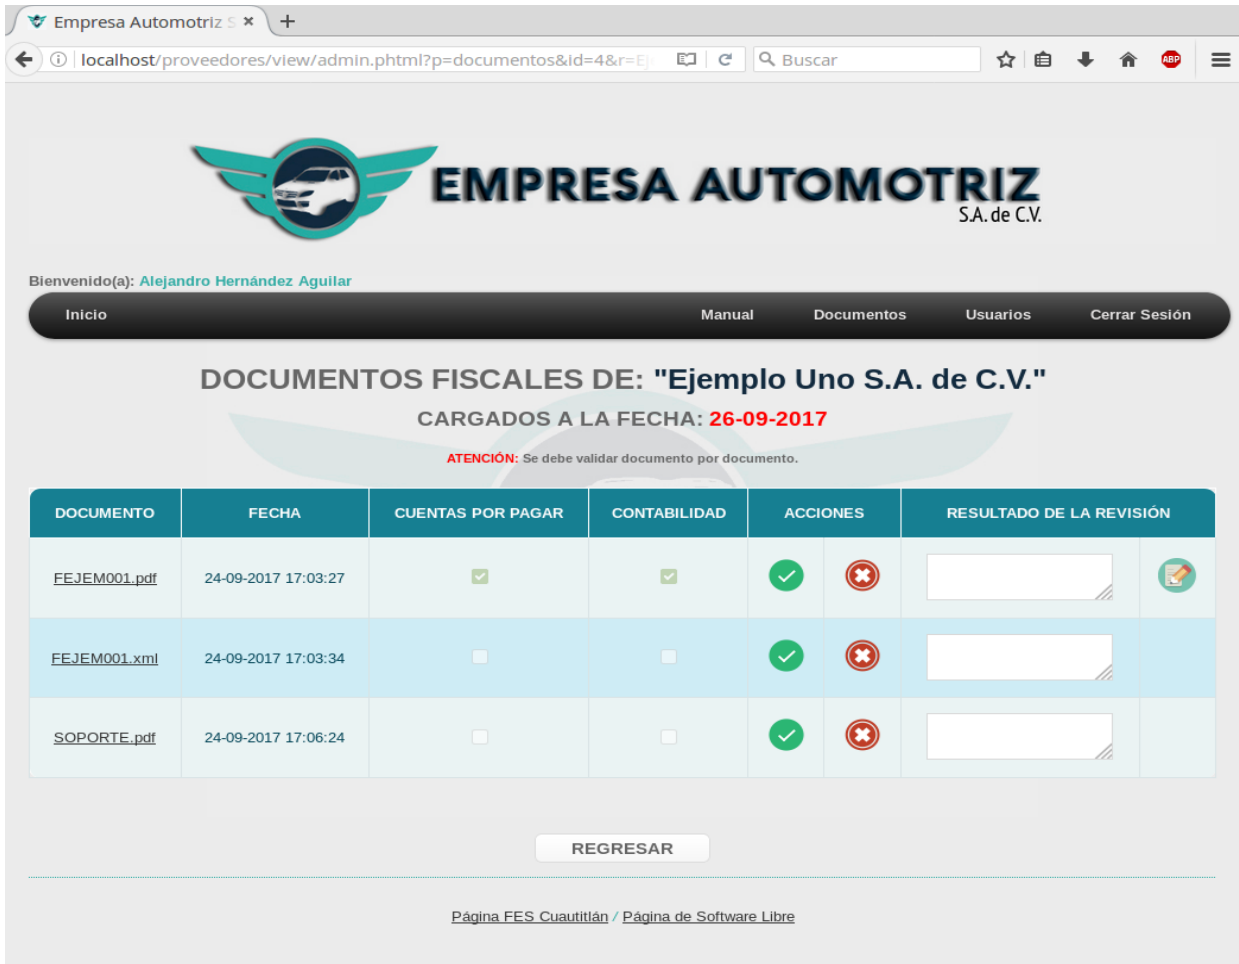 Empresa Automotriz S
localhost/proveedores/view/admin.phtml?p=documentos&id=4&r=Ej
Buscar
ABP
EMPRESA AUTOMOTRIZ
S.A. de C.V.
Bienvenido(a): Alejandro Hernández Aguilar
Inicio Manual Documentos Usuarios Cerrar Sesión
DOCUMENTOS FISCALES DE: "Ejemplo Uno S.A. de C.V."
CARGADOS A LA FECHA: 26-09-2017
ATENCIÓN: Se debe validar documento por documento.
DOCUMENTO FECHA CUENTAS POR PAGAR CONTABILIDAD ACCIONES RESULTADO DE LA REVISIÓN
FEJEM001.pdf 24-09-2017 17:03:27
FEJEM001.xml 24-09-2017 17:03:34
SOPORTE.pdf 24-09-2017 17:06:24
REGRESAR
Página FES Cuautitlán / Página de Software Libre